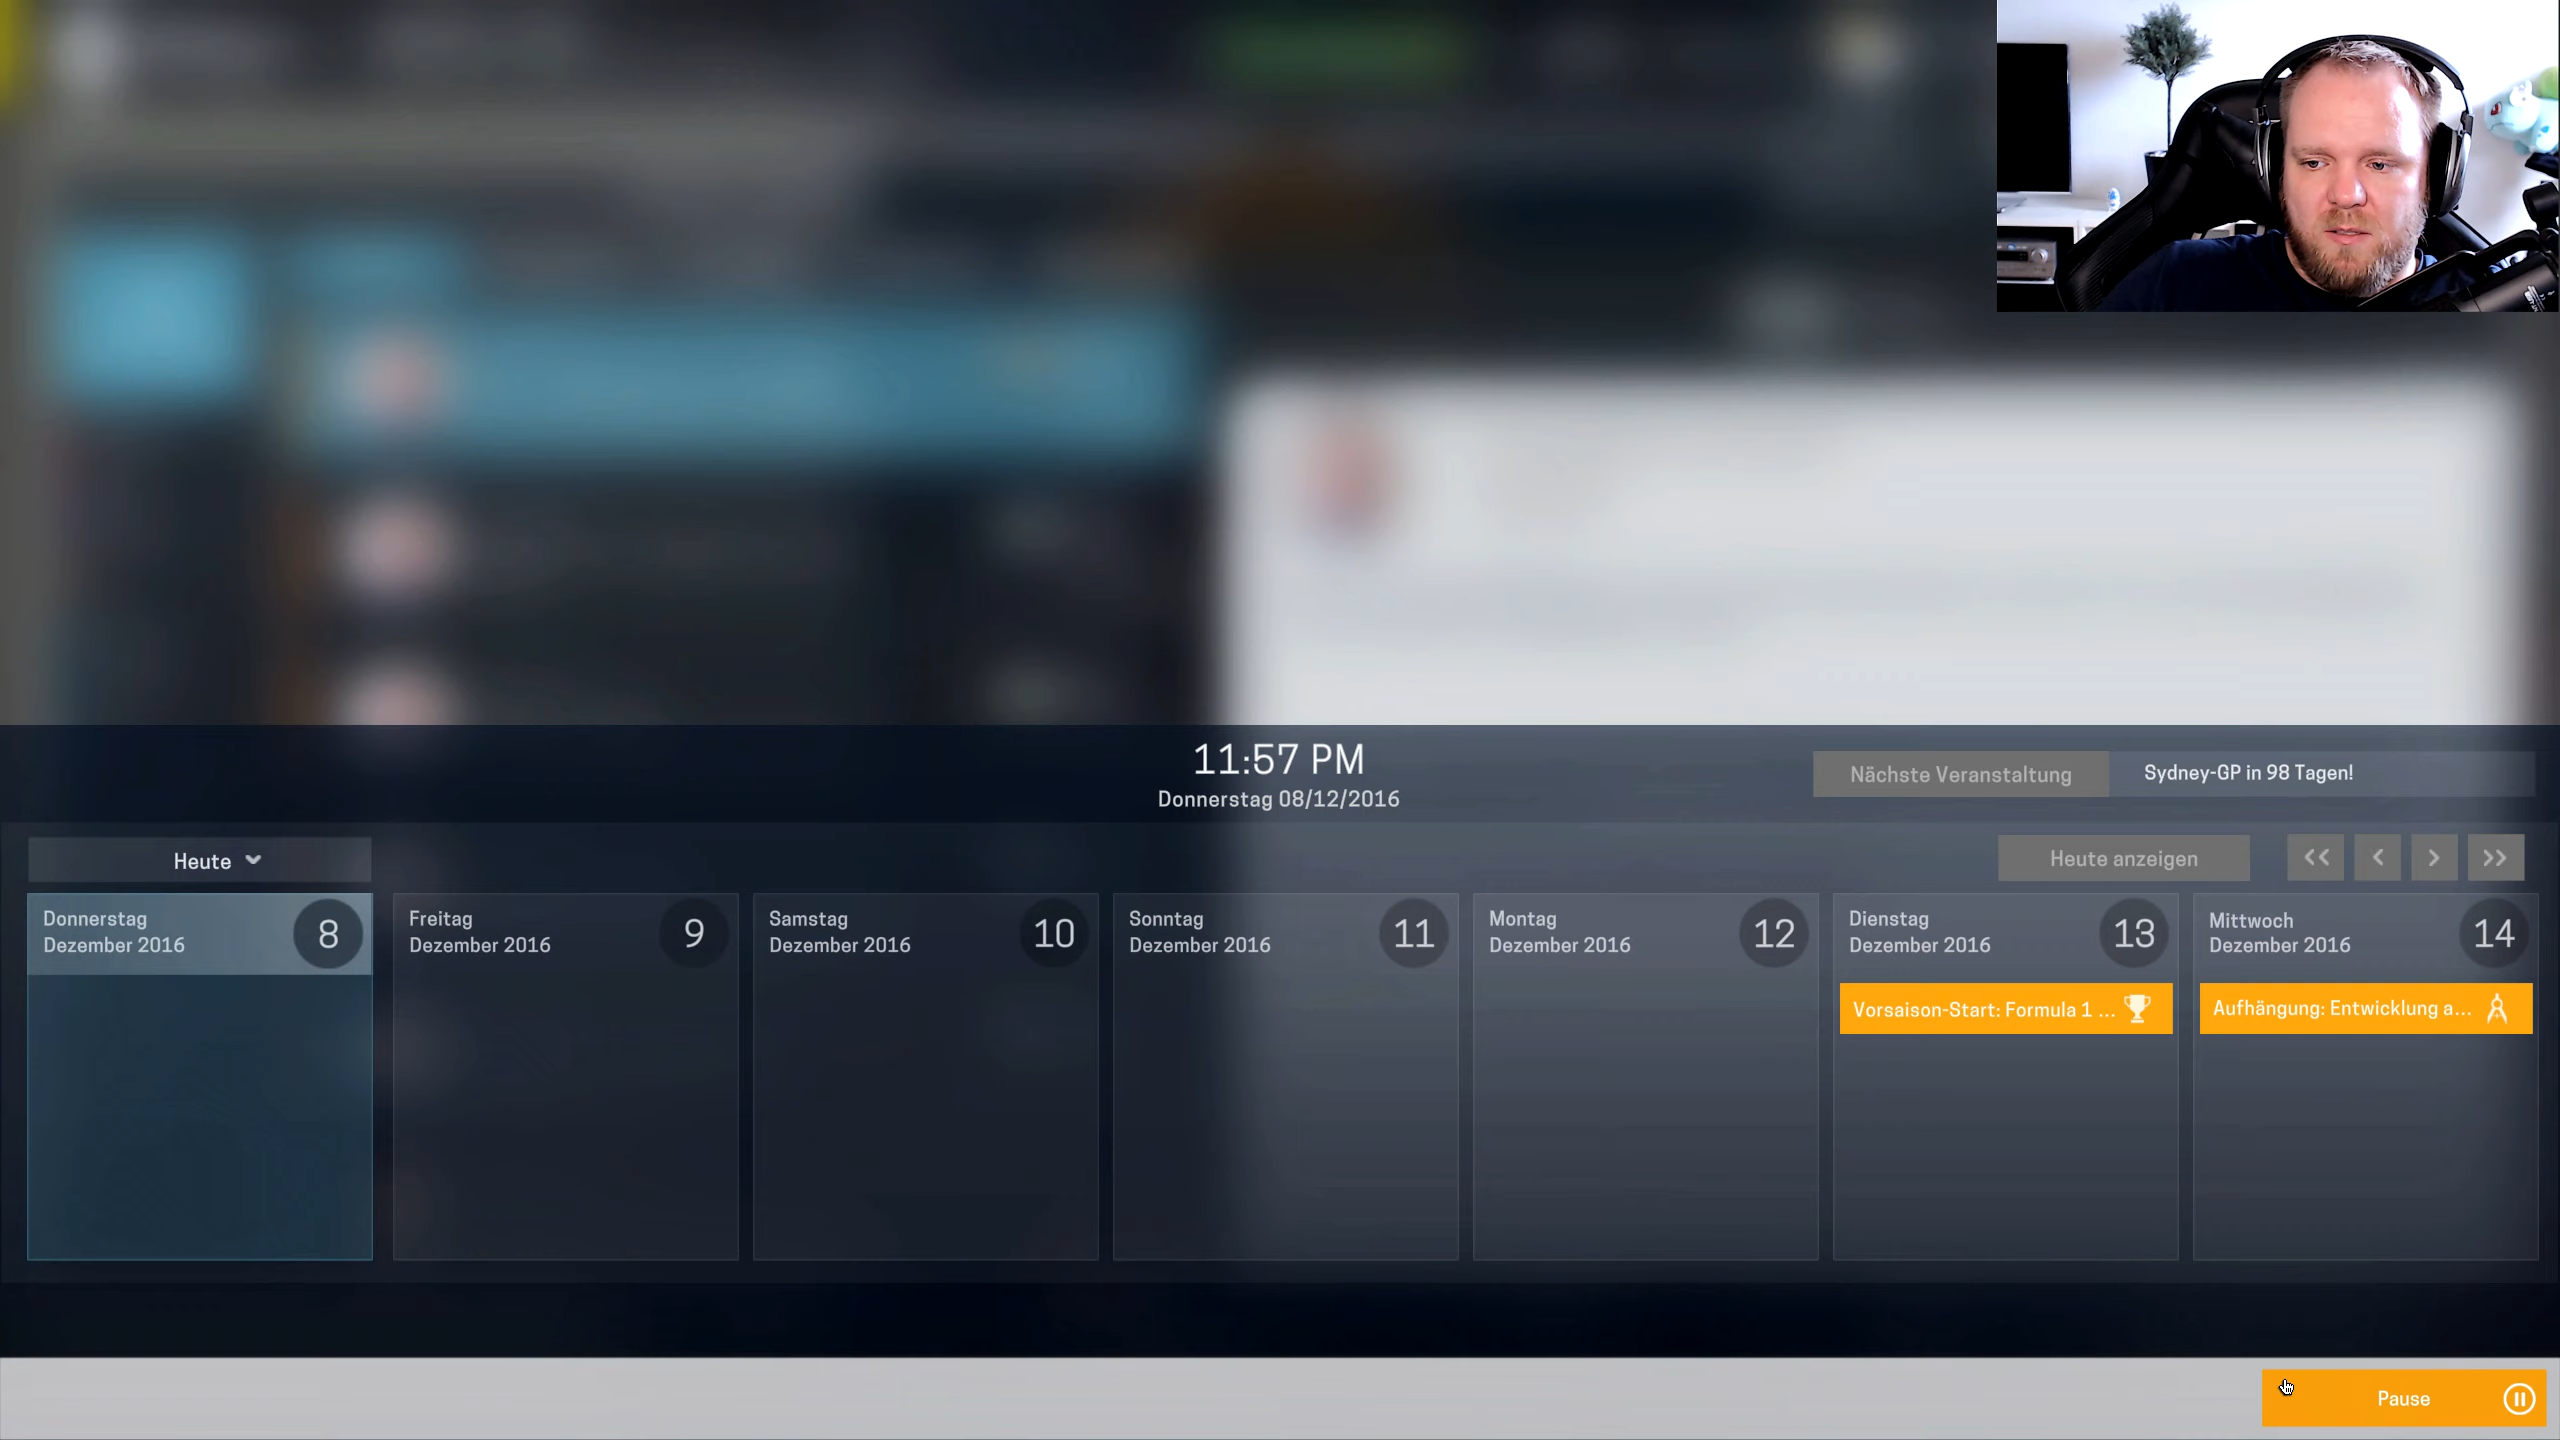 11:57 PM
Donnerstag 08/12/2016
Nächste Veranstaltung
Sydney-GP in 98 Tagen!
Heute
Heute anzeigen
<<
<
>
>>
Donnerstag
Dezember 2016
8
Freitag
Dezember 2016
9
Samstag
Dezember 2016
10
Sonntag
Dezember 2016
11
Montag
Dezember 2016
12
Dienstag
Dezember 2016
13
Mittwoch
Dezember 2016
14
Vorsaison-Start: Formula 1 ...
Aufhängung: Entwicklung a...
Pause